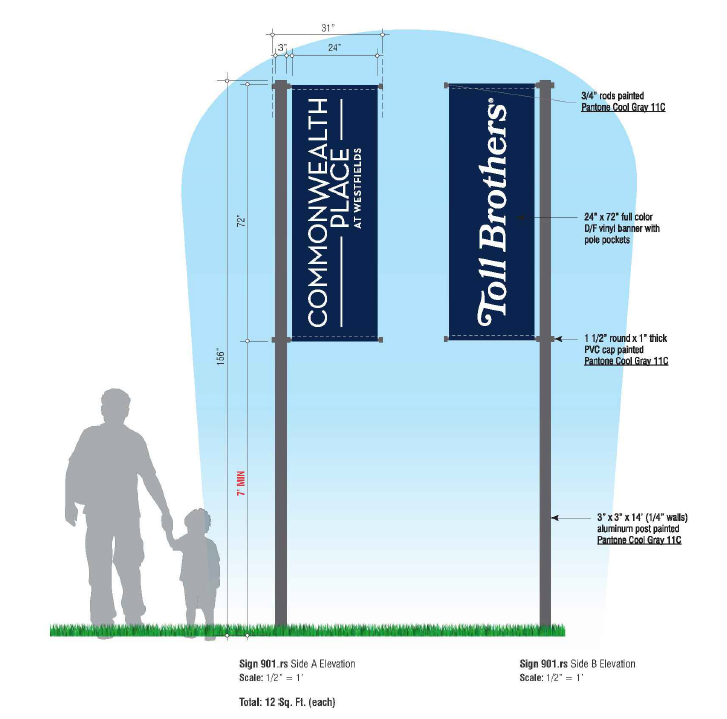 31"
3"
24"
3/4" rods painted
Pantone Cool Gray 11C
COMMONWEALTH
PLACE
AT WESTFIELDS
Toll Brothers®
72"
24" x 72" full color
D/F vinyl banner with
pole pockets
156"
1 1/2" round x 1" thick
PVC cap painted
Pantone Cool Gray 11C
7' MIN
3" x 3" x 14' (1/4" walls)
aluminum post painted
Pantone Cool Gray 11C
Sign 901.rs Side A Elevation
Scale: 1/2" = 1'
Total: 12 Sq. Ft. (each)
Sign 901.rs Side B Elevation
Scale: 1/2" = 1'